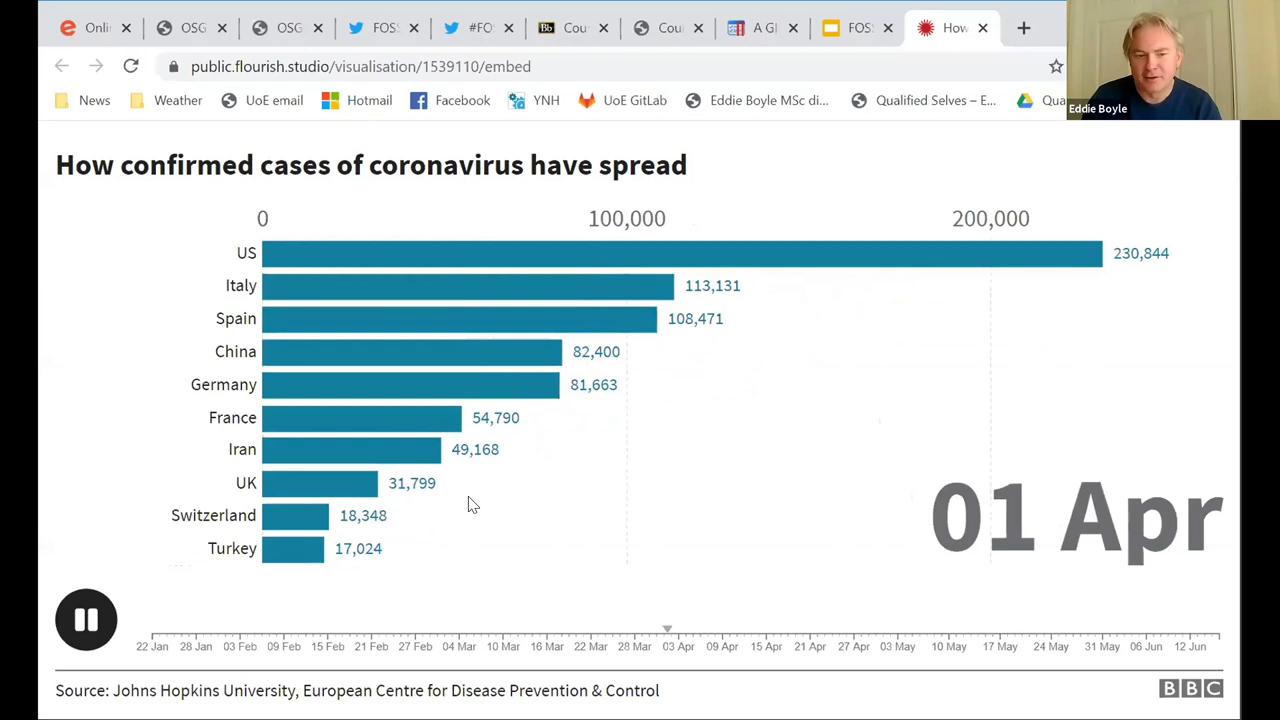 Onli
OSG
OSG
FOSS
#FO
Bb
Cou
Cou
A GI
FOSS
How
public.flourish.studio/visualisation/1539110/embed
News
Weather
UoE email
Hotmail
Facebook
YNH
UoE GitLab
Eddie Boyle MSc di...
Qualified Selves – E...
Qua
Eddie Boyle
How confirmed cases of coronavirus have spread
0 100,000 200,000
US 230,844
Italy 113,131
Spain 108,471
China 82,400
Germany 81,663
France 54,790
Iran 49,168
UK 31,799
Switzerland 18,348
Turkey 17,024
01 Apr
22 Jan 28 Jan 03 Feb 09 Feb 15 Feb 21 Feb 27 Feb 04 Mar 10 Mar 16 Mar 22 Mar 28 Mar 03 Apr 09 Apr 15 Apr 21 Apr 27 Apr 03 May 10 May 17 May 24 May 31 May 06 Jun 12 Jun
Source: Johns Hopkins University, European Centre for Disease Prevention & Control
BBC